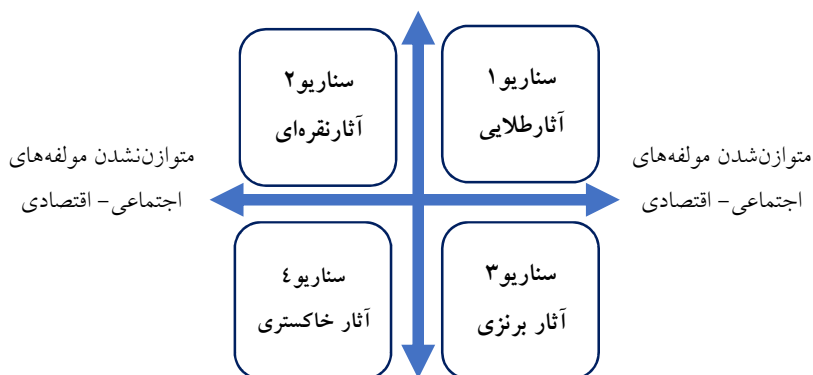 سناریو۱
آثارطلایی
سناریو۲
آثارنقره‌ای
متوازن‌شدن مولفه‌های
اجتماعی– اقتصادی
متوازن‌نشدن مولفه‌های
اجتماعی– اقتصادی
سناریو۳
آثار برنزی
سناریو٤
آثار خاکستری